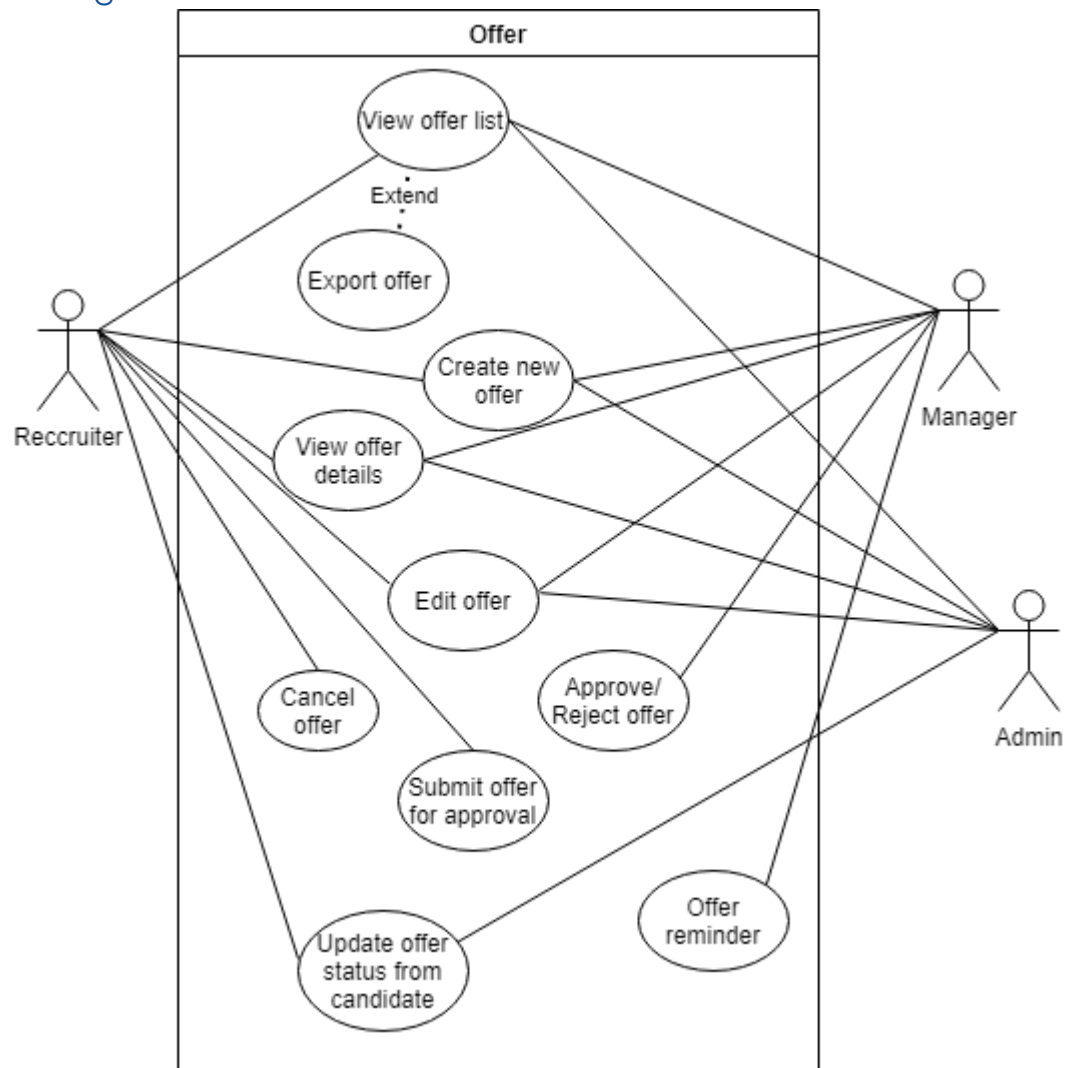 Offer
View offer list
Extend
Export offer
Create new
offer
Reccruiter
Manager
View offer
details
Edit offer
Cancel
offer
Approve/
Reject offer
Admin
Submit offer
for approval
Offer
reminder
Update offer
status from
candidate